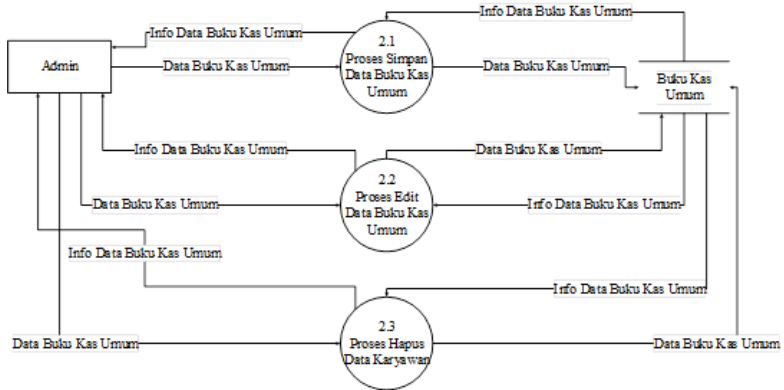 Info Data Buku Kas Umum
Info Data Buku Kas Umum
2.1
Proses Simpan
Data Buku Kas
Umum
Admin
Data Buku Kas Umum
Data Buku Kas Umum
Buku Kas
Umum
Info Data Buku Kas Umum
Data Buku Kas Umum
2.2
Proses Edit
Data Buku Kas
Umum
Data Buku Kas Umum
Info Data Buku Kas Umum
Info Data Buku Kas Umum
Info Data Buku Kas Umum
2.3
Proses Hapus
Data Karyawan
Data Buku Kas Umum
Data Buku Kas Umum